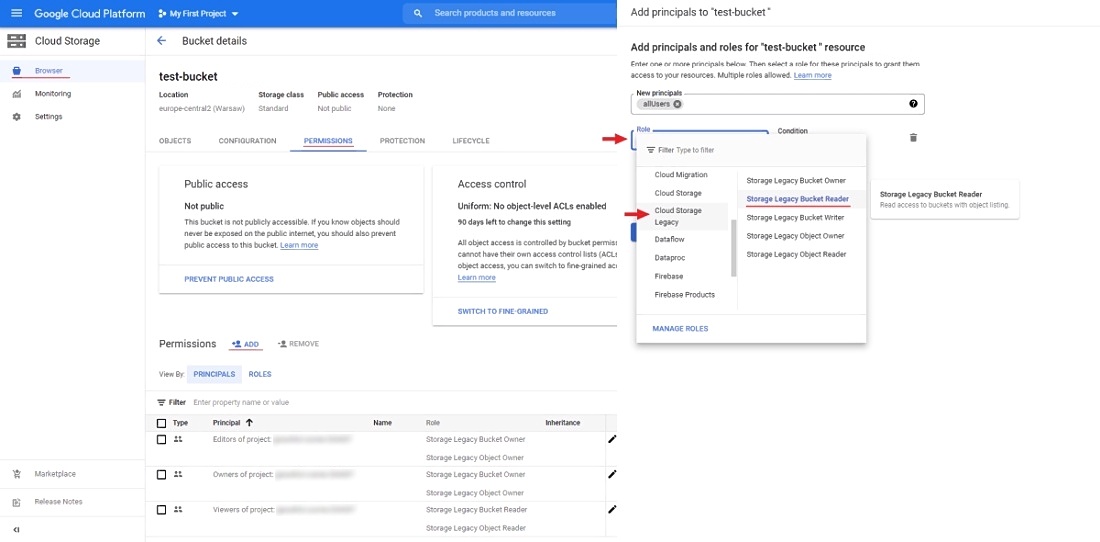 Google Cloud Platform
My First Project
Search products and resources
Cloud Storage
Bucket details
Browser
Monitoring
Settings
test-bucket
Location
Storage class
Public access
Protection
europe-central2 (Warsaw)
Standard
Not public
None
OBJECTS
CONFIGURATION
PERMISSIONS
PROTECTION
LIFECYCLE
Public access
Not public
This bucket is not publicly accessible. If you know objects should
never be exposed on the public internet, you should also prevent
public access to this bucket. Learn more
PREVENT PUBLIC ACCESS
Access control
Uniform: No object-level ACLs enabled
90 days left to change this setting
All object access is controlled by bucket permis
cannot have their own access control lists (ACLs
object access, you can switch to fine-grained acc
Learn more
SWITCH TO FINE-GRAINED
Permissions
ADD
REMOVE
View By:
PRINCIPALS
ROLES
Filter
Enter property name or value
Type
Principal
Name
Role
Inheritance
Editors of project:
Storage Legacy Bucket Owner
Storage Legacy Object Owner
Owners of project:
Storage Legacy Bucket Owner
Storage Legacy Object Owner
Viewers of project:
Storage Legacy Bucket Reader
Storage Legacy Object Reader
Marketplace
Release Notes
Add principals to "test-bucket "
Add principals and roles for "test-bucket " resource
Enter one or more principals below. Then select a role for these principals to grant them
access to your resources. Multiple roles allowed. Learn more
New principals
allUsers
Role
Condition
Filter Type to filter
Cloud Migration
Cloud Storage
Cloud Storage
Legacy
Dataflow
Dataproc
Firebase
Firebase Products
Storage Legacy Bucket Owner
Storage Legacy Bucket Reader
Storage Legacy Bucket Writer
Storage Legacy Object Owner
Storage Legacy Object Reader
MANAGE ROLES
Storage Legacy Bucket Reader
Read access to buckets with object listing.